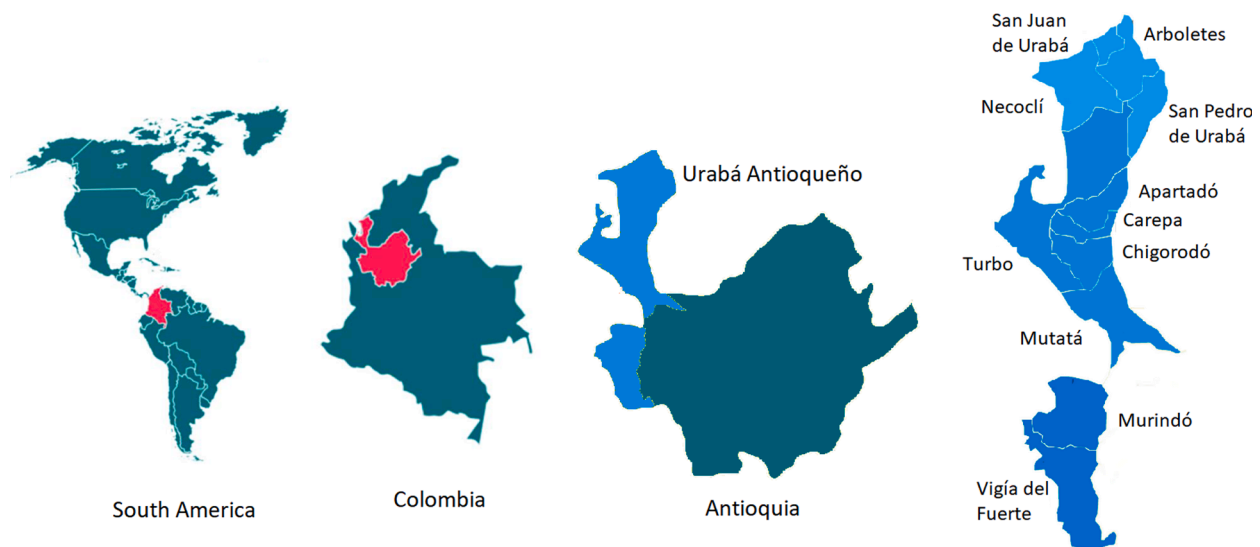 South America
Colombia
Urabá Antioqueño
Antioquia
San Juan
de Urabá
Arboletes
Necoclí
San Pedro
de Urabá
Apartadó
Carepa
Chigorodó
Turbo
Mutatá
Murindó
Vigía del
Fuerte